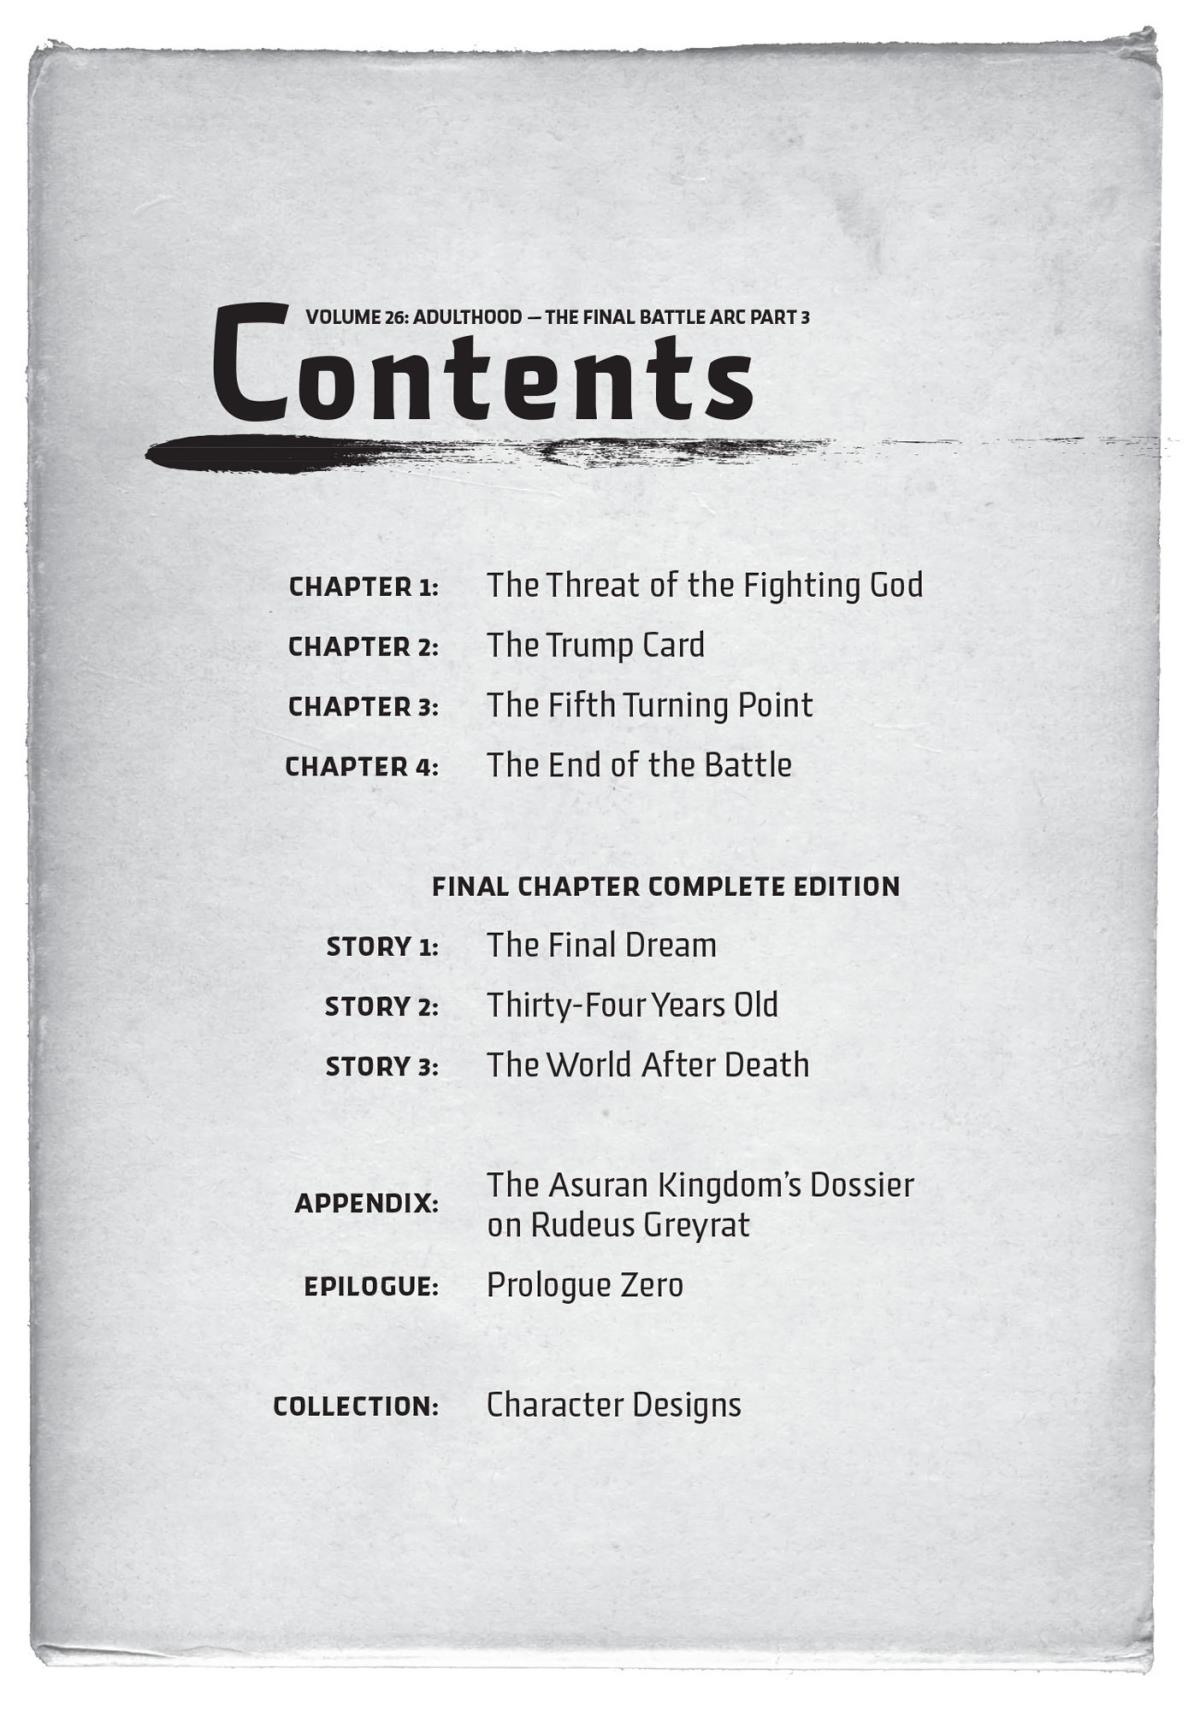 VOLUME 26: ADULTHOOD — THE FINAL BATTLE ARC PART 3
Contents
CHAPTER 1: The Threat of the Fighting God
CHAPTER 2: The Trump Card
CHAPTER 3: The Fifth Turning Point
CHAPTER 4: The End of the Battle
FINAL CHAPTER COMPLETE EDITION
STORY 1: The Final Dream
STORY 2: Thirty-Four Years Old
STORY 3: The World After Death
APPENDIX: The Asuran Kingdom’s Dossier
on Rudeus Greyrat
EPILOGUE: Prologue Zero
COLLECTION: Character Designs